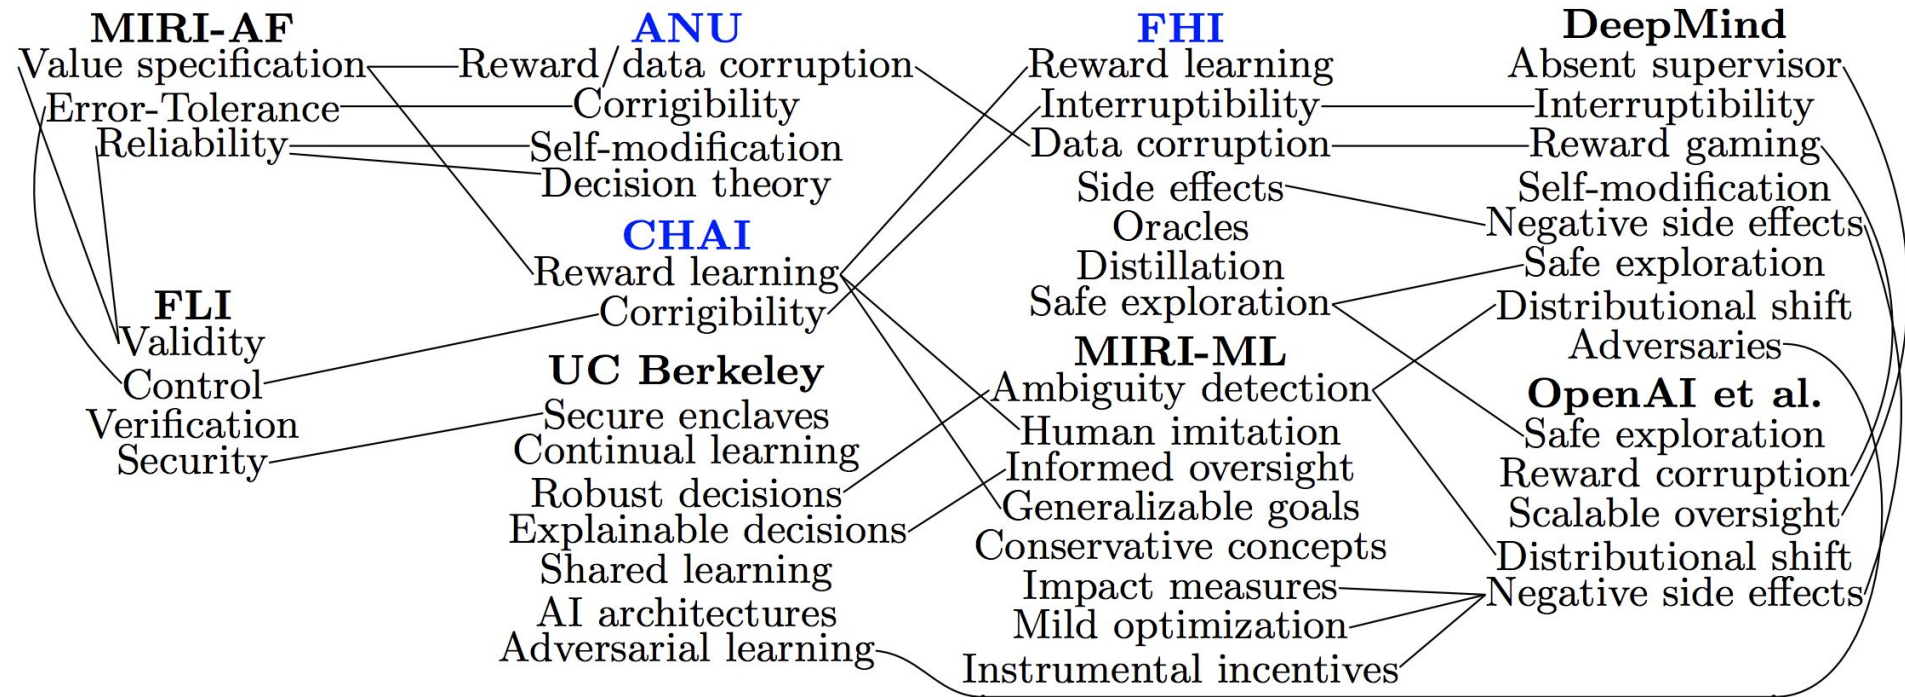 MIRI-AF
Value specification
Error-Tolerance
Reliability
FLI
Validity
Control
Verification
Security
ANU
Reward/data corruption
Corrigibility
Self-modification
Decision theory
CHAI
Reward learning
Corrigibility
UC Berkeley
Secure enclaves
Continual learning
Robust decisions
Explainable decisions
Shared learning
AI architectures
Adversarial learning
FHI
Reward learning
Interruptibility
Data corruption
Side effects
Oracles
Distillation
Safe exploration
MIRI-ML
Ambiguity detection
Human imitation
Informed oversight
Generalizable goals
Conservative concepts
Impact measures
Mild optimization
Instrumental incentives
DeepMind
Absent supervisor
Interruptibility
Reward gaming
Self-modification
Negative side effects
Safe exploration
Distributional shift
Adversaries
OpenAI et al.
Safe exploration
Reward corruption
Scalable oversight
Distributional shift
Negative side effects